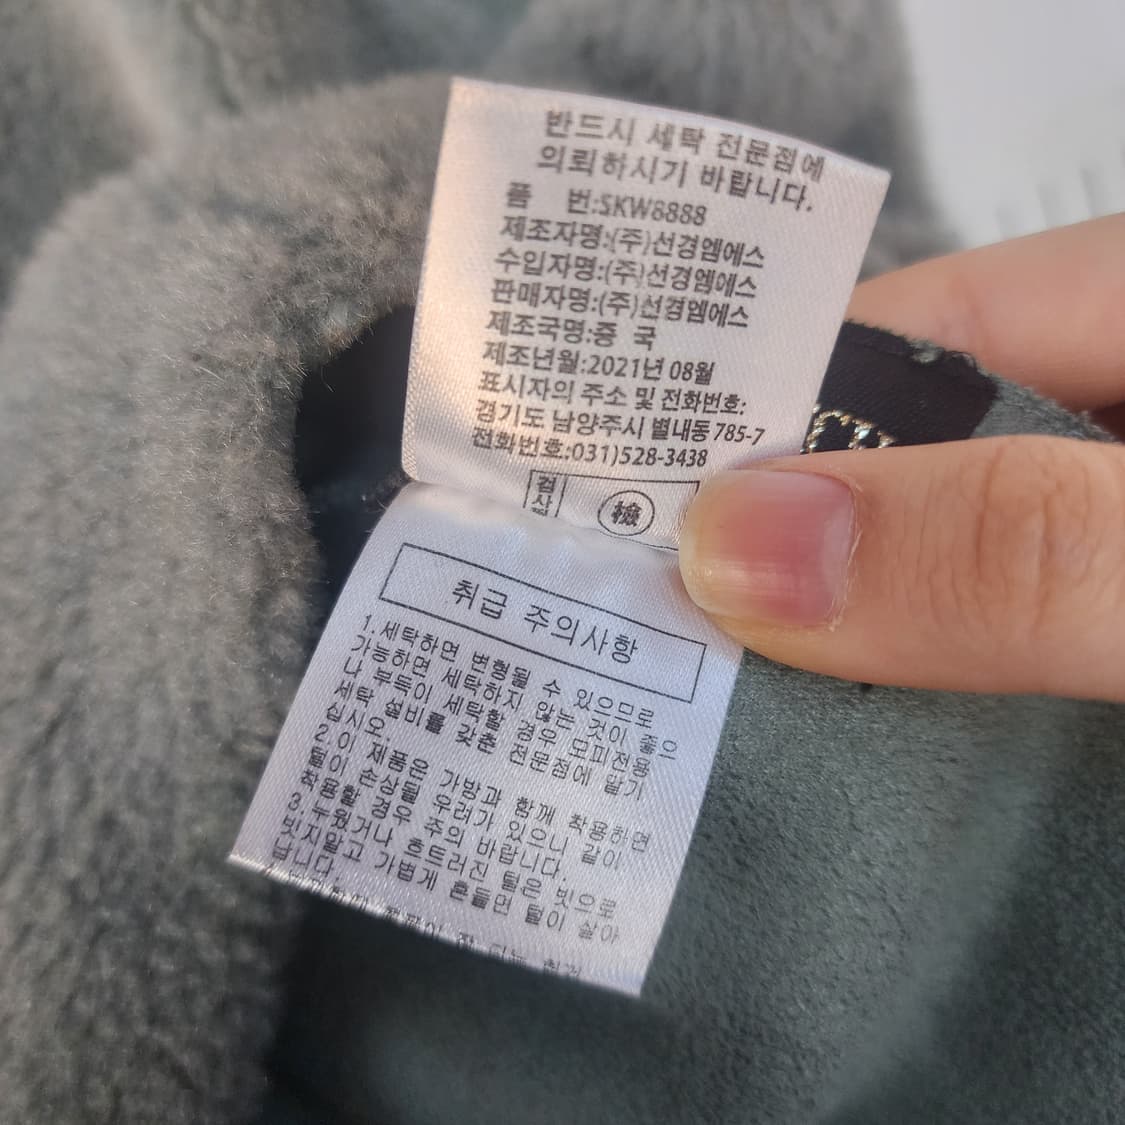 반드시 세탁 전문점에
의뢰하시기 바랍니다.
품 번:SKW6888
제조자명:(주)선경엠에스
수입자명:(주)선경엠에스
판매자명:(주)선경엠에스
제조국명:중 국
제조년월:2021년 08월
표시자의 주소 및 전화번호:
경기도 남양주시 별내동 785-7
전화번호:031)528-3438
검사
檢
취급 주의사항
1.세탁하면 변형될 수 있으므로
가능하면 세탁하지 않는 것이 좋으
나 부득이 세탁할 경우 모피전용
세탁 설비를 갖춘 전문점에 맡기
십시오.
2.이 제품은 가방과 함께 착용하면
털이 손상될 우려가 있으니 같이
착용할 경우 주의 바랍니다.
3.누웠거나 흐트러진 털은 빗으로
빗지말고 가볍게 흔들면 털이 살아
납니다.